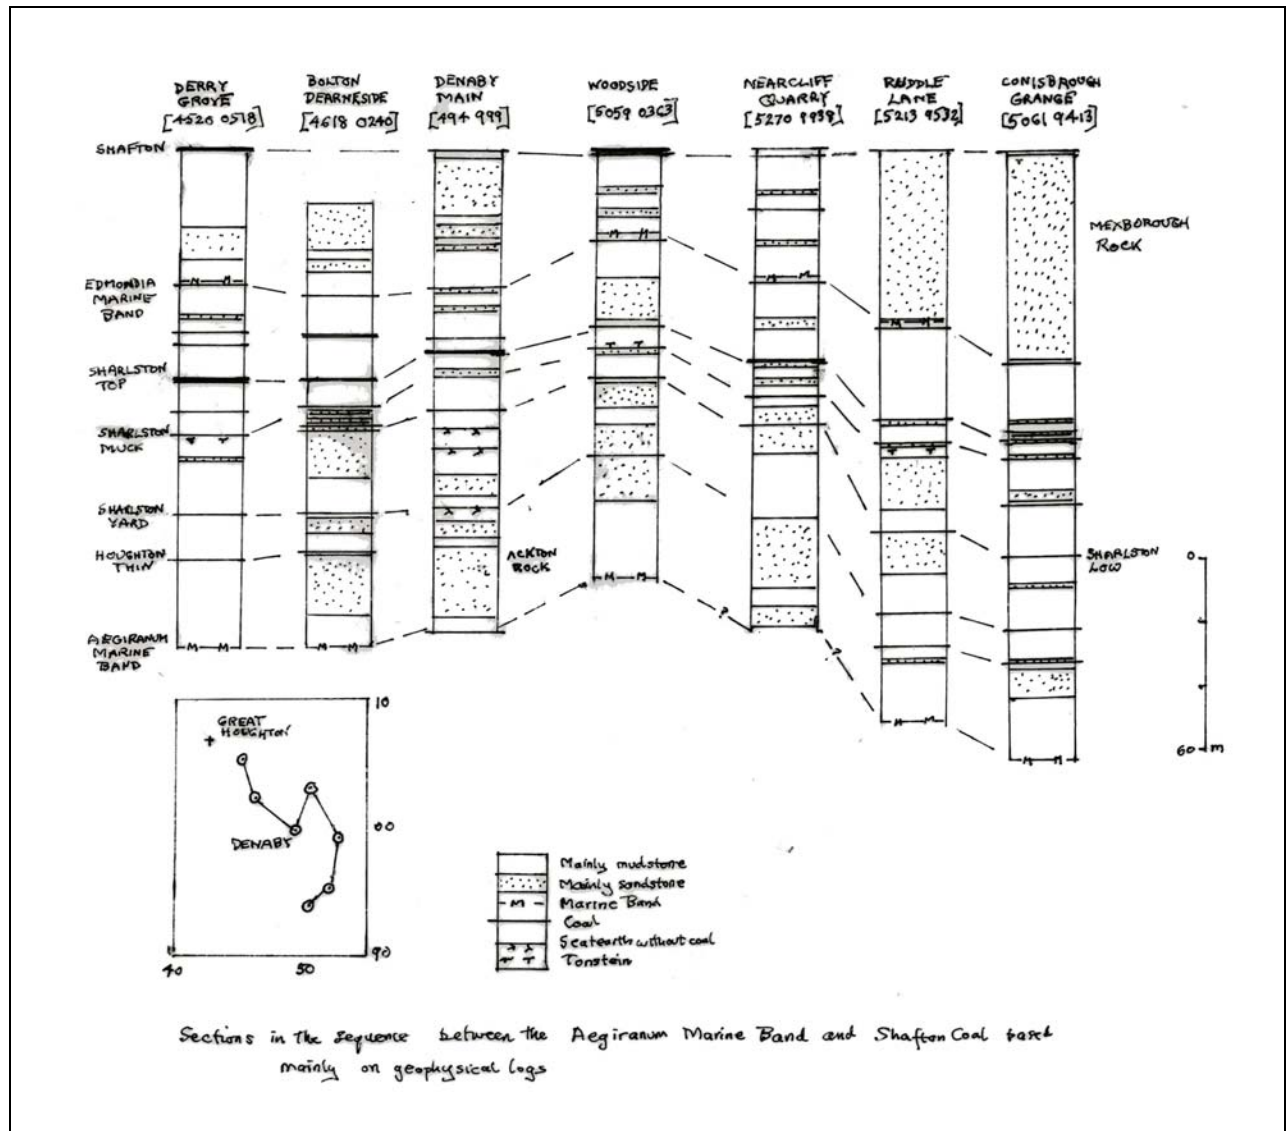 DERRY
GROVE
[4520 0518]
BOLTON
DEARNESIDE
[4618 0240]
DENABY
MAIN
[494 999]
WOODSIDE
[5059 0363]
NEARCLIFF
QUARRY
[5270 9938]
RUDDLE
LANE
[5213 9532]
CONISBROUGH
GRANGE
[5061 9413]
SHAFTON
MEXBOROUGH
ROCK
EDMONDIA
MARINE
BAND
SHARLSTON
TOP
SHARLSTON
MUCK
SHARLSTON
YARD
HOUGHTON
THIN
ACKTON
ROCK
SHARLSTON
LOW
AEGIRANUM
MARINE
BAND
0
60 m
10
GREAT
HOUGHTON
00
DENABY
90
40
50
Mainly mudstone
Mainly sandstone
M Marine Band
Coal
Seatearth without coal
Tonstein
Sections in the sequence between the Aegiranum Marine Band and Shafton Coal based
mainly on geophysical logs